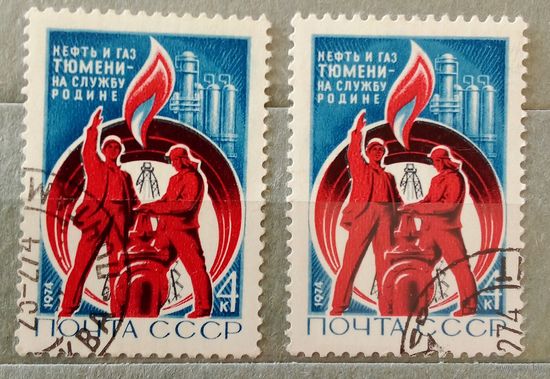 НЕФТЬ И ГАЗ
ТЮМЕНИ-
НА СЛУЖБУ
РОДИНЕ
1974
4
к
ПОЧТА СССР
НЕФТЬ И ГАЗ
ТЮМЕНИ-
НА СЛУЖБУ
РОДИНЕ
1974
4
к
ПОЧТА СССР